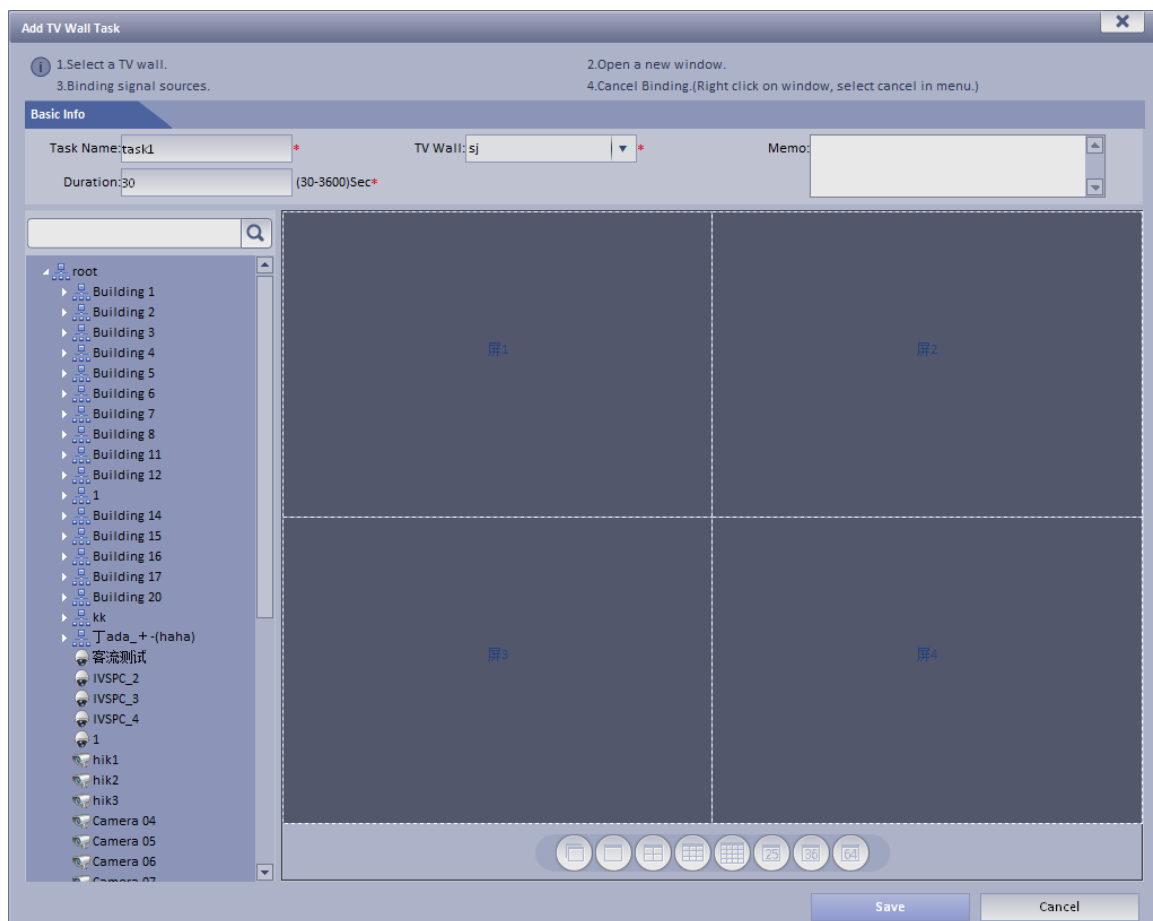 Add TV Wall Task
1.Select a TV wall.
2.Open a new window.
3.Binding signal sources.
4.Cancel Binding.(Right click on window, select cancel in menu.)
Basic Info
Task Name:task1 *
TV Wall:sj *
Memo:
Duration:30 (30-3600)Sec*
root
Building 1
Building 2
Building 3
Building 4
Building 5
Building 6
Building 7
Building 8
Building 11
Building 12
1
Building 14
Building 15
Building 16
Building 17
Building 20
kk
丁ada_+-(haha)
客流测试
IVSPC_2
IVSPC_3
IVSPC_4
1
hik1
hik2
hik3
Camera 04
Camera 05
Camera 06
Camera 07
屏1
屏2
屏3
屏4
25
36
64
Save
Cancel